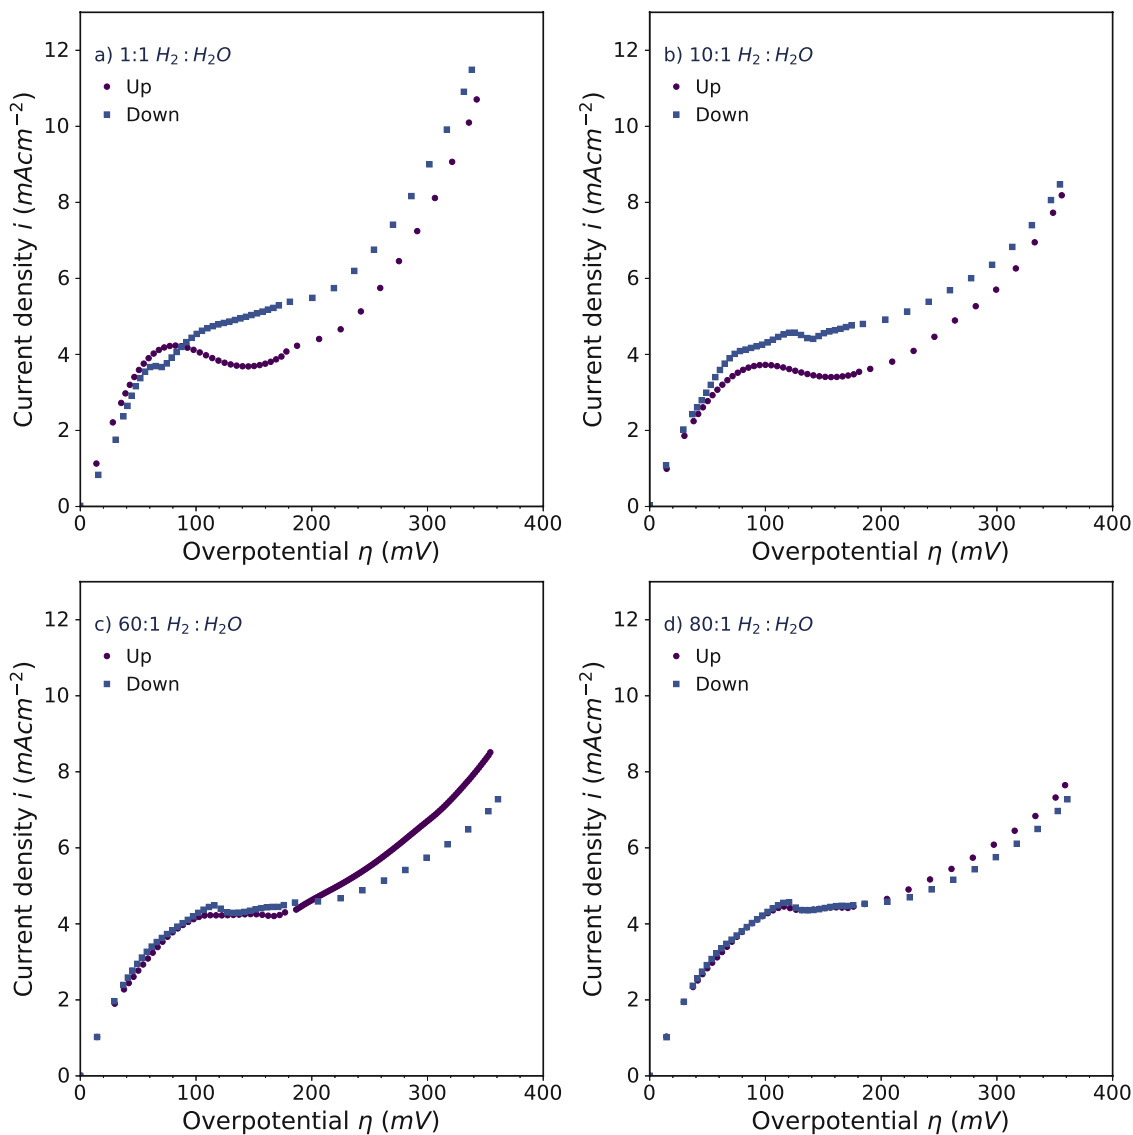 a) 1:1 H₂ : H₂O
Up
Down
12
10
8
6
4
2
0
0 100 200 300 400
Current density i (mAcm⁻²)
Overpotential η (mV)
b) 10:1 H₂ : H₂O
Up
Down
12
10
8
6
4
2
0
0 100 200 300 400
Current density i (mAcm⁻²)
Overpotential η (mV)
c) 60:1 H₂ : H₂O
Up
Down
12
10
8
6
4
2
0
0 100 200 300 400
Current density i (mAcm⁻²)
Overpotential η (mV)
d) 80:1 H₂ : H₂O
Up
Down
12
10
8
6
4
2
0
0 100 200 300 400
Current density i (mAcm⁻²)
Overpotential η (mV)